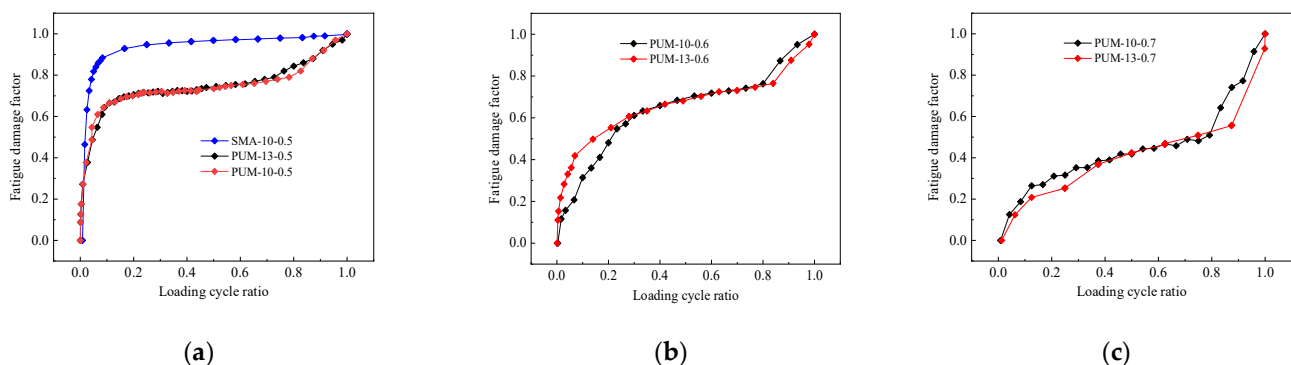 1.0
0.8
0.6
0.4
0.2
0.0
Fatigue damage factor
SMA-10-0.5
PUM-13-0.5
PUM-10-0.5
0.0 0.2 0.4 0.6 0.8 1.0
Loading cycle ratio
(a)
1.0
0.8
0.6
0.4
0.2
0.0
Fatigue damage factor
PUM-10-0.6
PUM-13-0.6
0.0 0.2 0.4 0.6 0.8 1.0
Loading cycle ratio
(b)
1.0
0.8
0.6
0.4
0.2
0.0
Fatigue damage factor
PUM-10-0.7
PUM-13-0.7
0.0 0.2 0.4 0.6 0.8 1.0
Loading cycle ratio
(c)